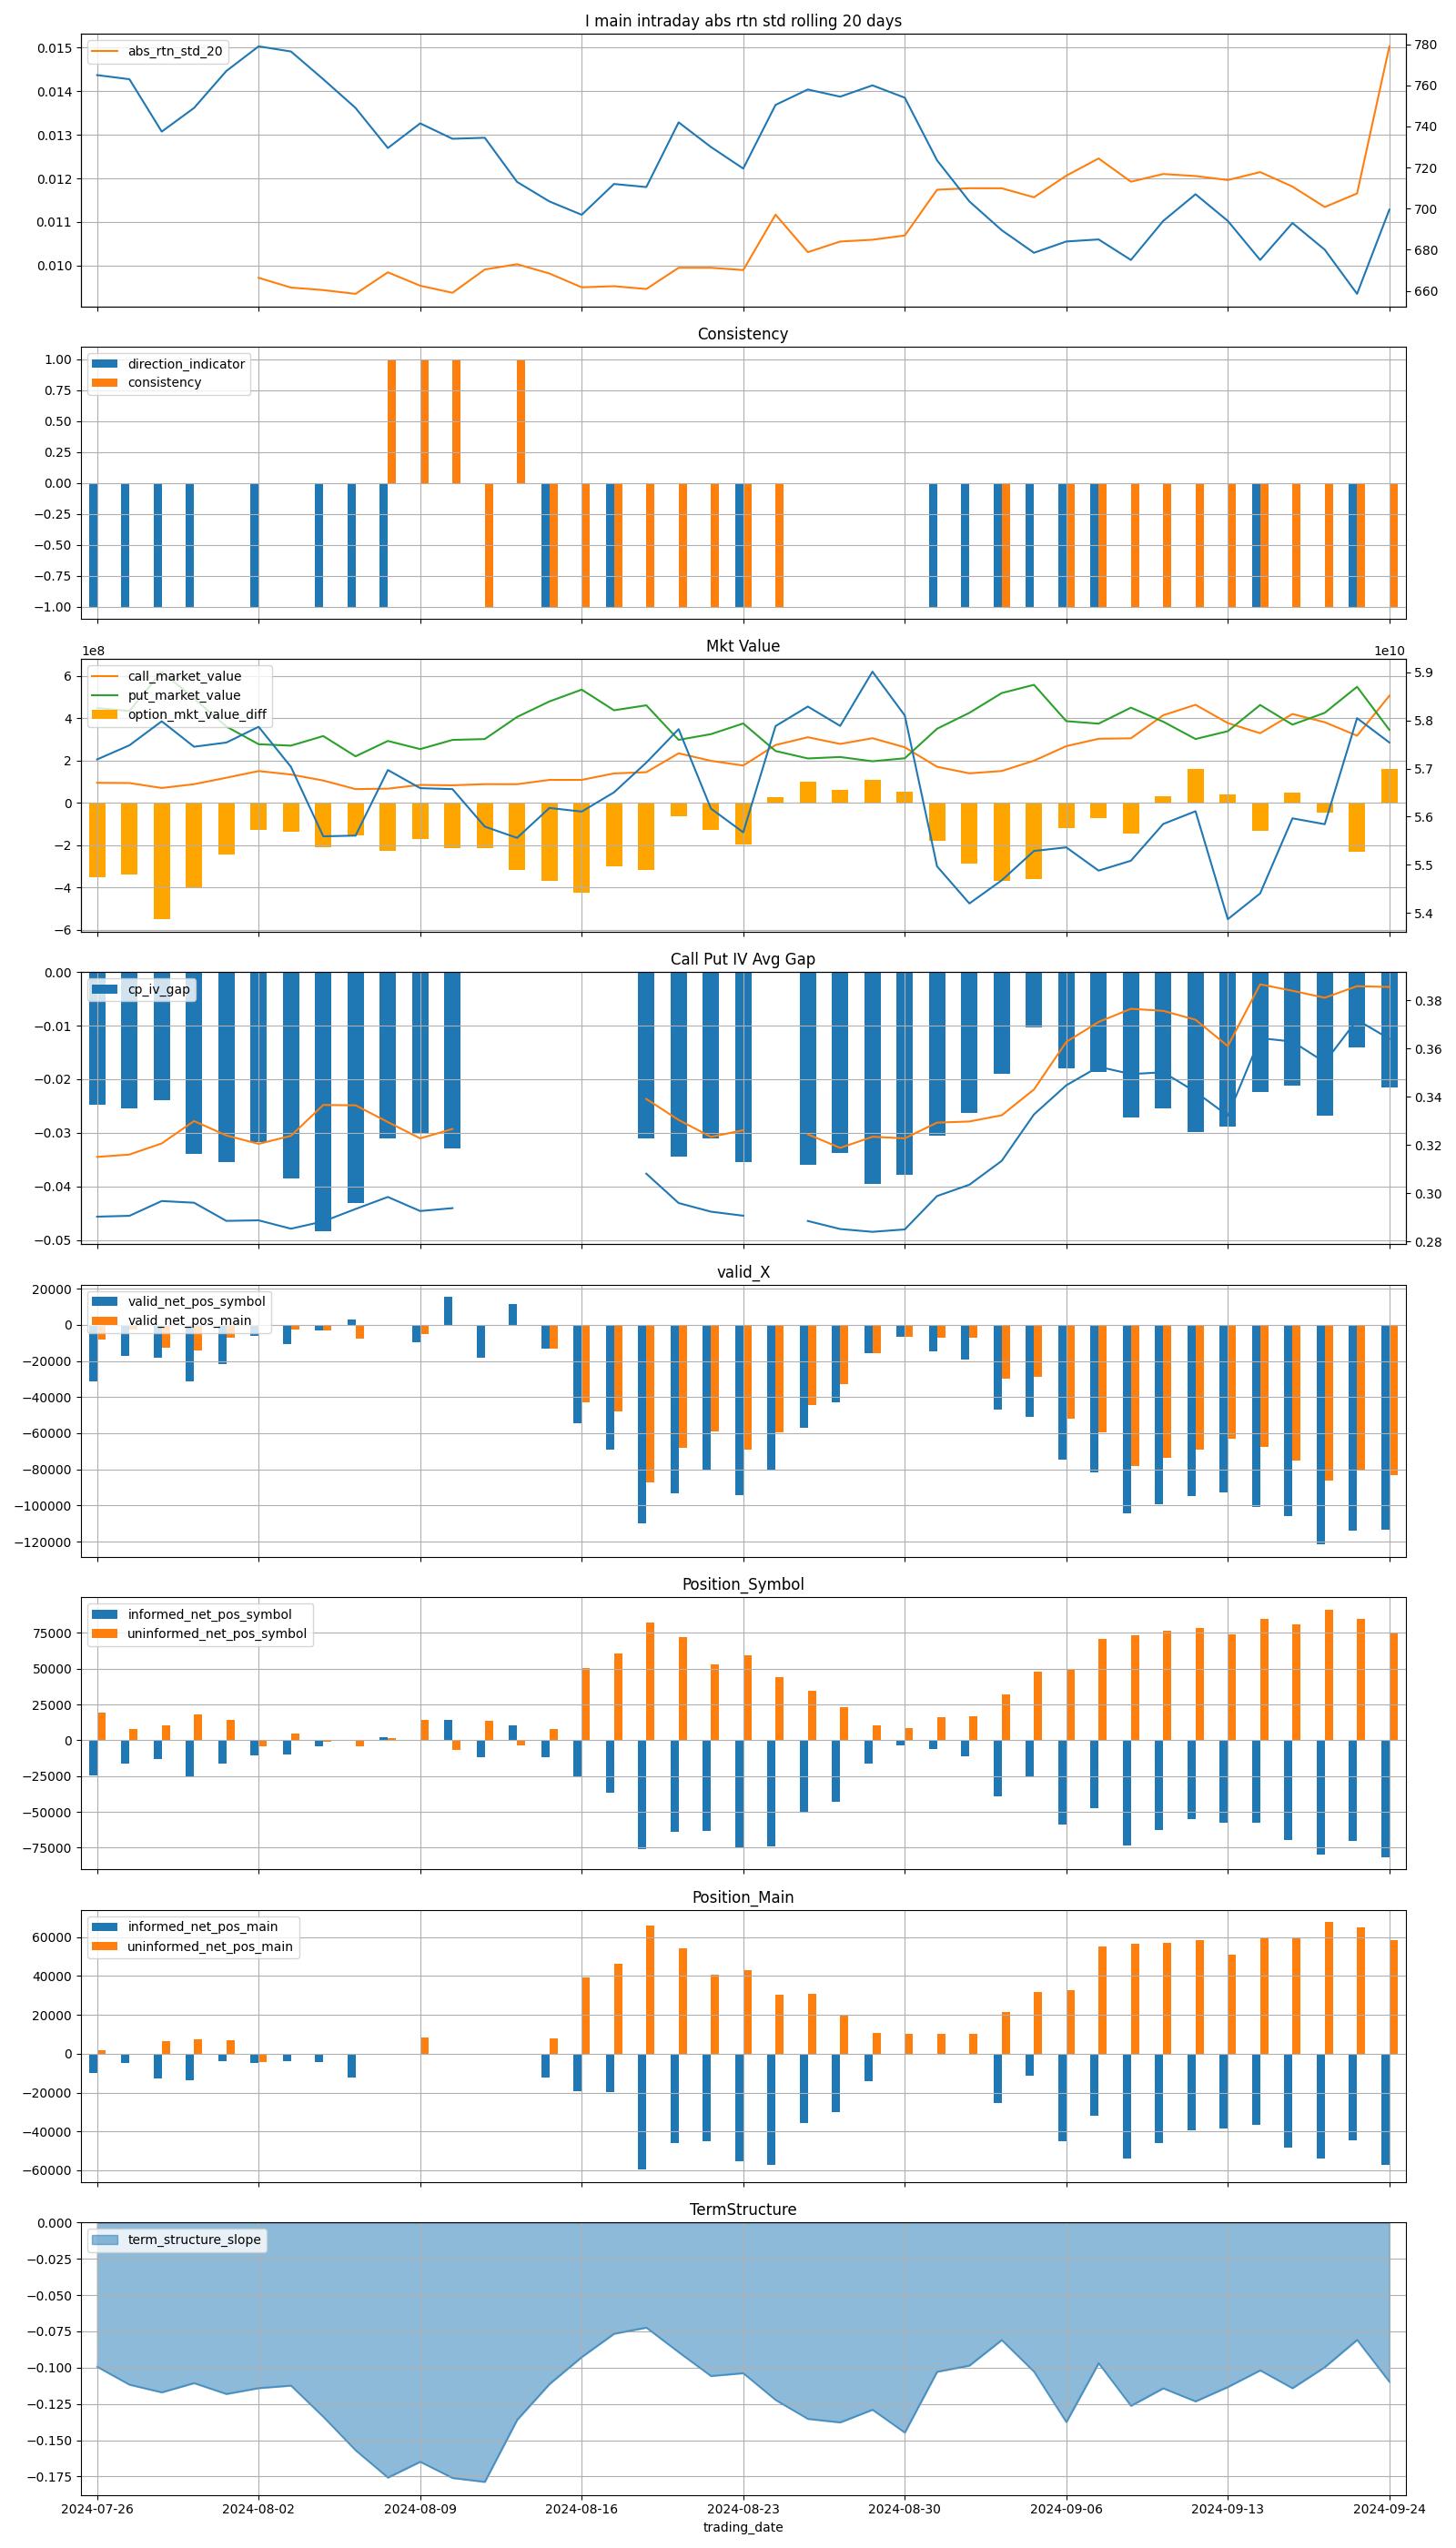 I main intraday abs rtn std rolling 20 days
abs_rtn_std_20
0.015
0.014
0.013
0.012
0.011
0.010
780
760
740
720
700
680
660
Consistency
direction_indicator
consistency
1.00
0.75
0.50
0.25
0.00
−0.25
−0.50
−0.75
−1.00
Mkt Value
1e8
1e10
call_market_value
put_market_value
option_mkt_value_diff
6
4
2
0
−2
−4
−6
5.9
5.8
5.7
5.6
5.5
5.4
Call Put IV Avg Gap
cp_iv_gap
0.00
−0.01
−0.02
−0.03
−0.04
−0.05
0.38
0.36
0.34
0.32
0.30
0.28
valid_X
valid_net_pos_symbol
valid_net_pos_main
20000
0
−20000
−40000
−60000
−80000
−100000
−120000
Position_Symbol
informed_net_pos_symbol
uninformed_net_pos_symbol
75000
50000
25000
0
−25000
−50000
−75000
Position_Main
informed_net_pos_main
uninformed_net_pos_main
60000
40000
20000
0
−20000
−40000
−60000
TermStructure
term_structure_slope
0.000
−0.025
−0.050
−0.075
−0.100
−0.125
−0.150
−0.175
2024-07-26 2024-08-02 2024-08-09 2024-08-16 2024-08-23 2024-08-30 2024-09-06 2024-09-13 2024-09-24
trading_date